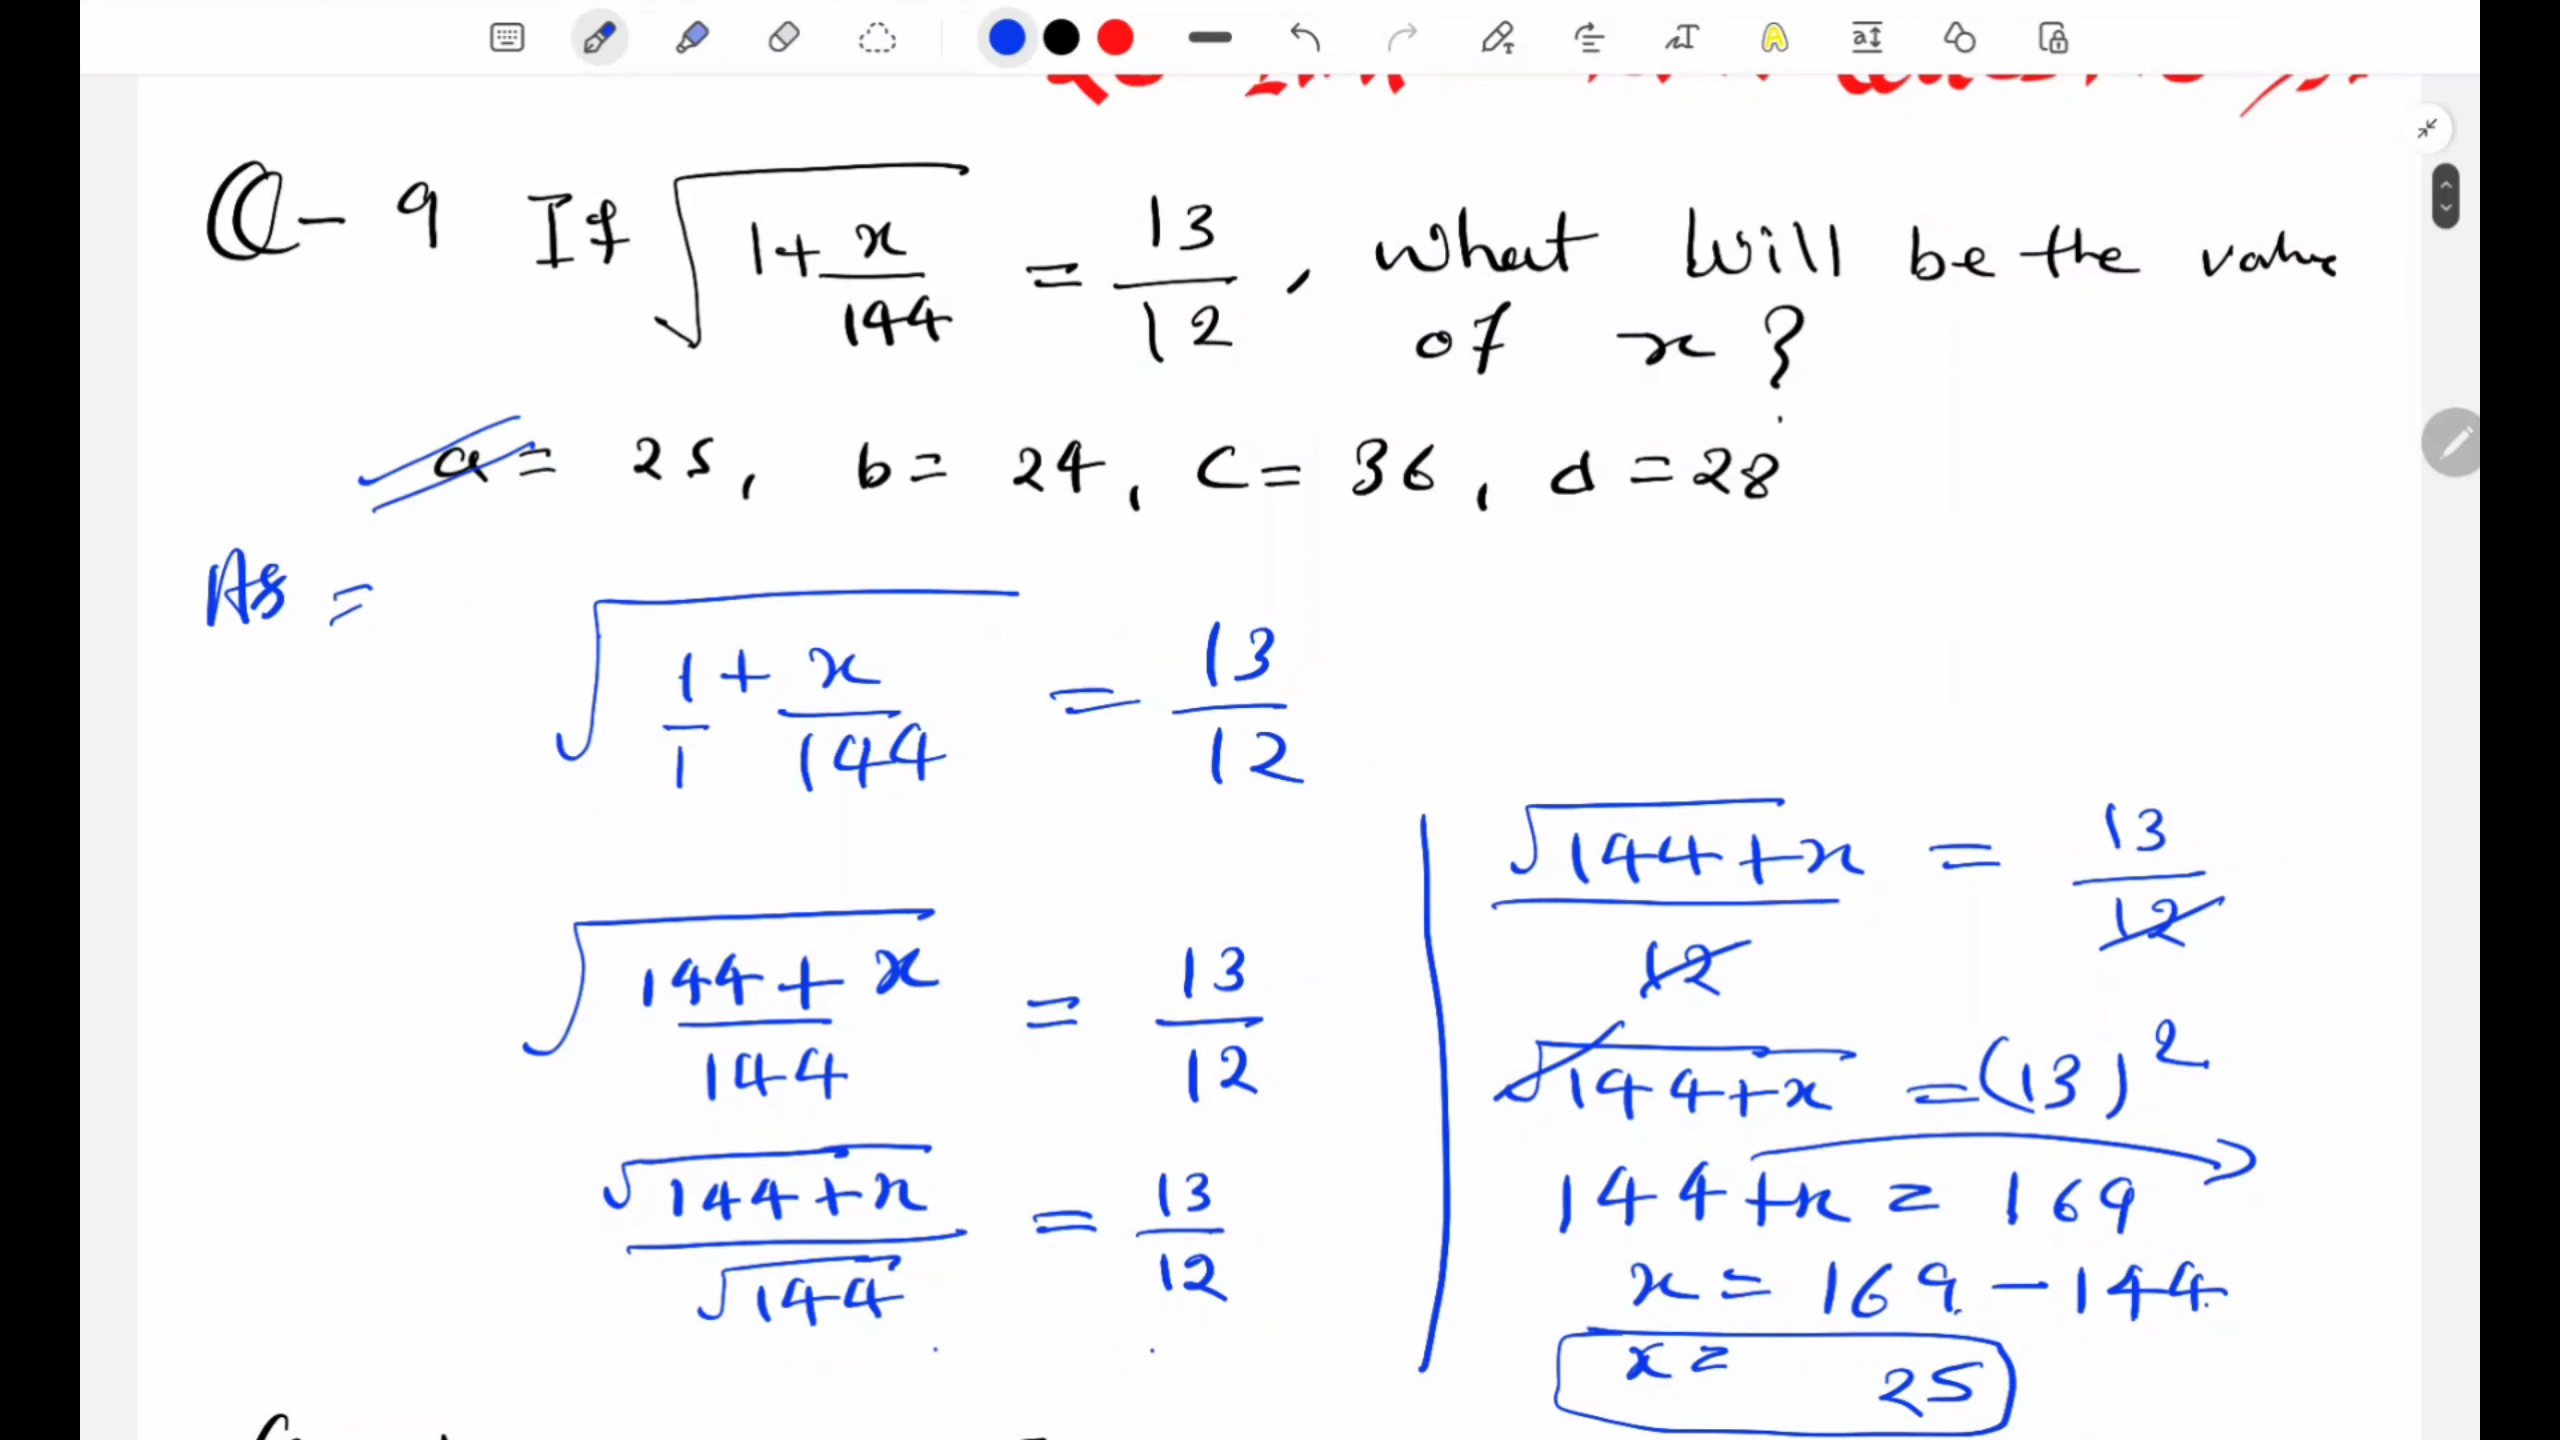 Q-9 If √(1+x/144) = 13/12, what will be the value
of x?
a= 25, b= 24, C= 36, d=28
As =
√(1/1 + x/144) = 13/12
√((144+x)/144) = 13/12
√(144+x)/√144 = 13/12
√(144+x)/12 = 13/12
√(144+x) =(13)²
144+x = 169
x = 169-144
x = 25